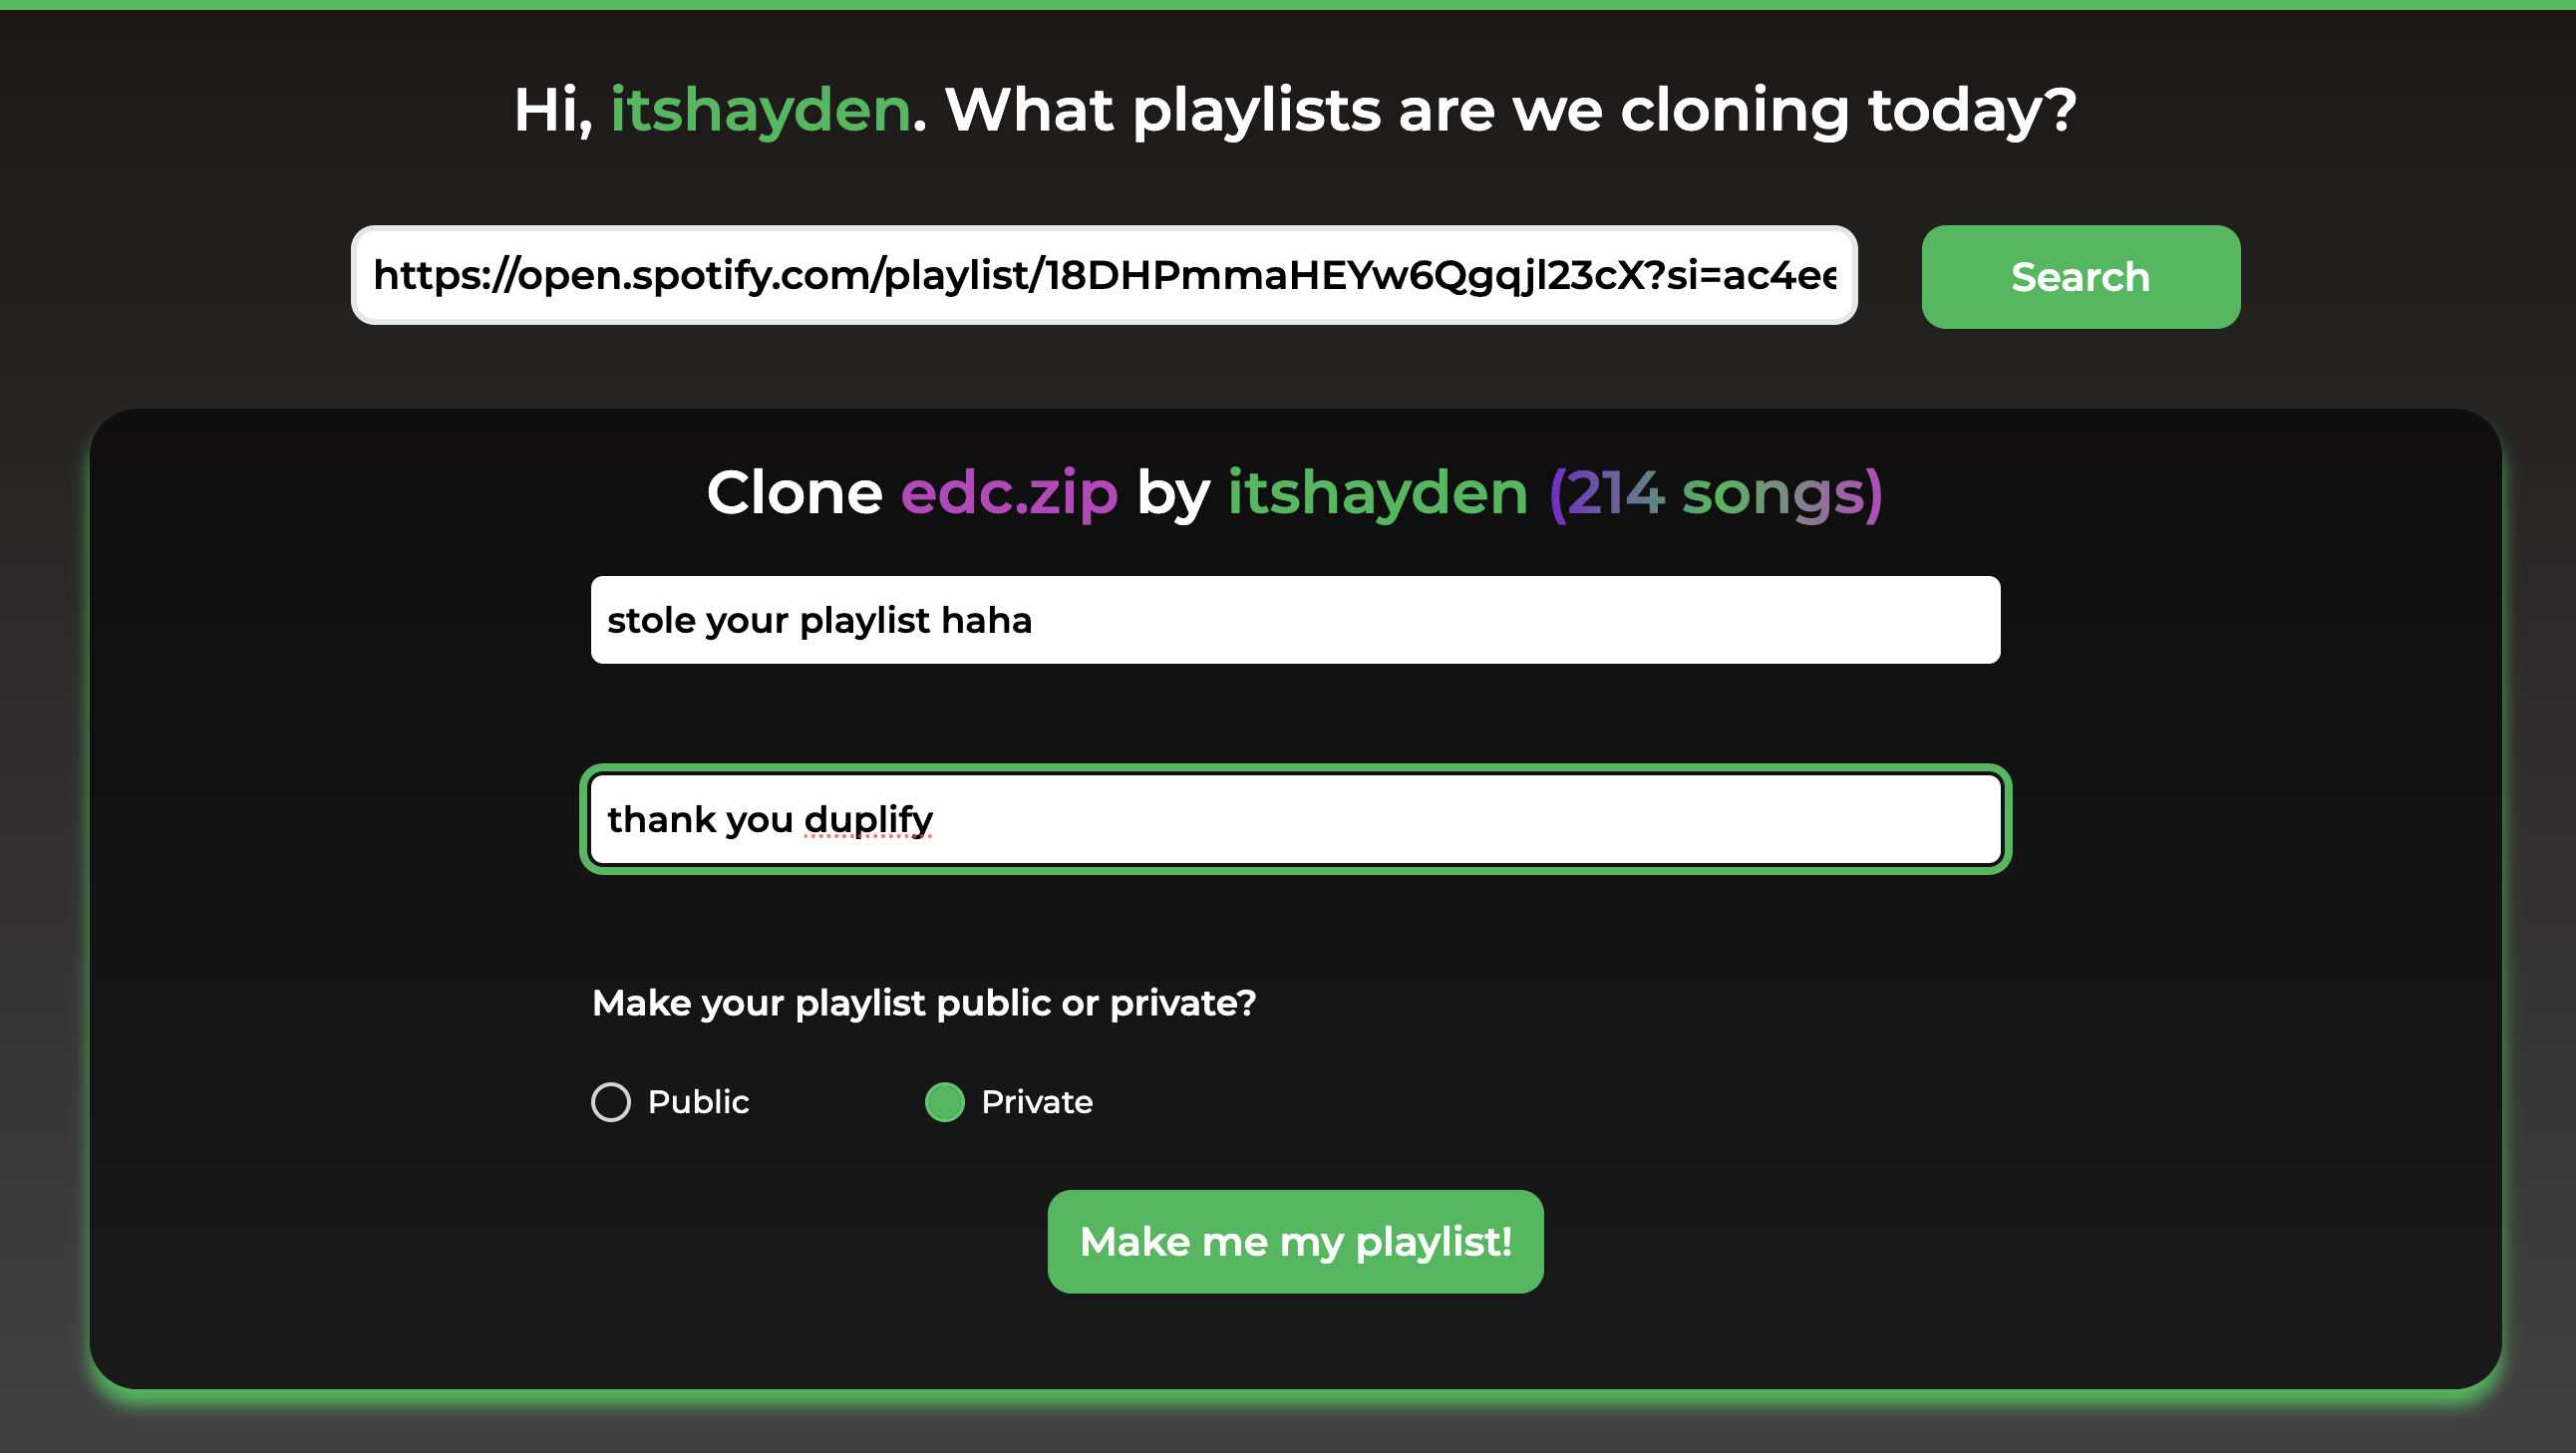 Hi, itshayden. What playlists are we cloning today?
https://open.spotify.com/playlist/18DHPmmaHEYw6Qgqjl23cX?si=ac4ee
Search
Clone edc.zip by itshayden (214 songs)
stole your playlist haha
thank you duplify
Make your playlist public or private?
Public Private
Make me my playlist!